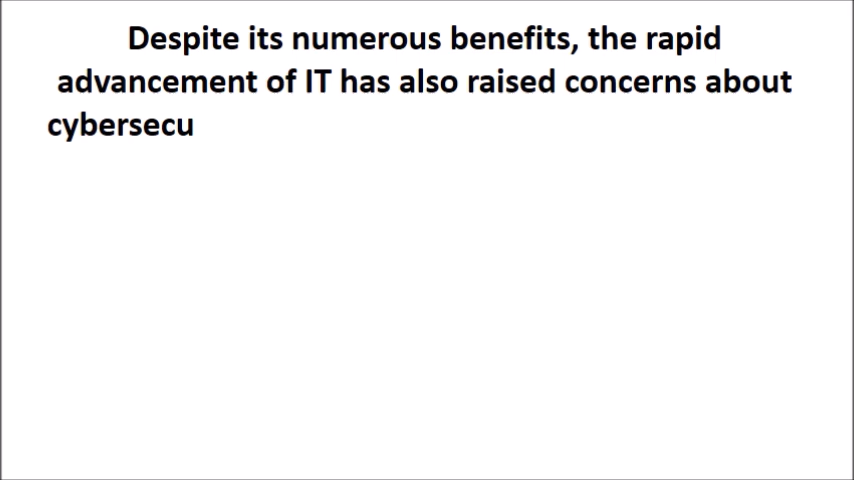 Despite its numerous benefits, the rapid
advancement of IT has also raised concerns about
cybersecu